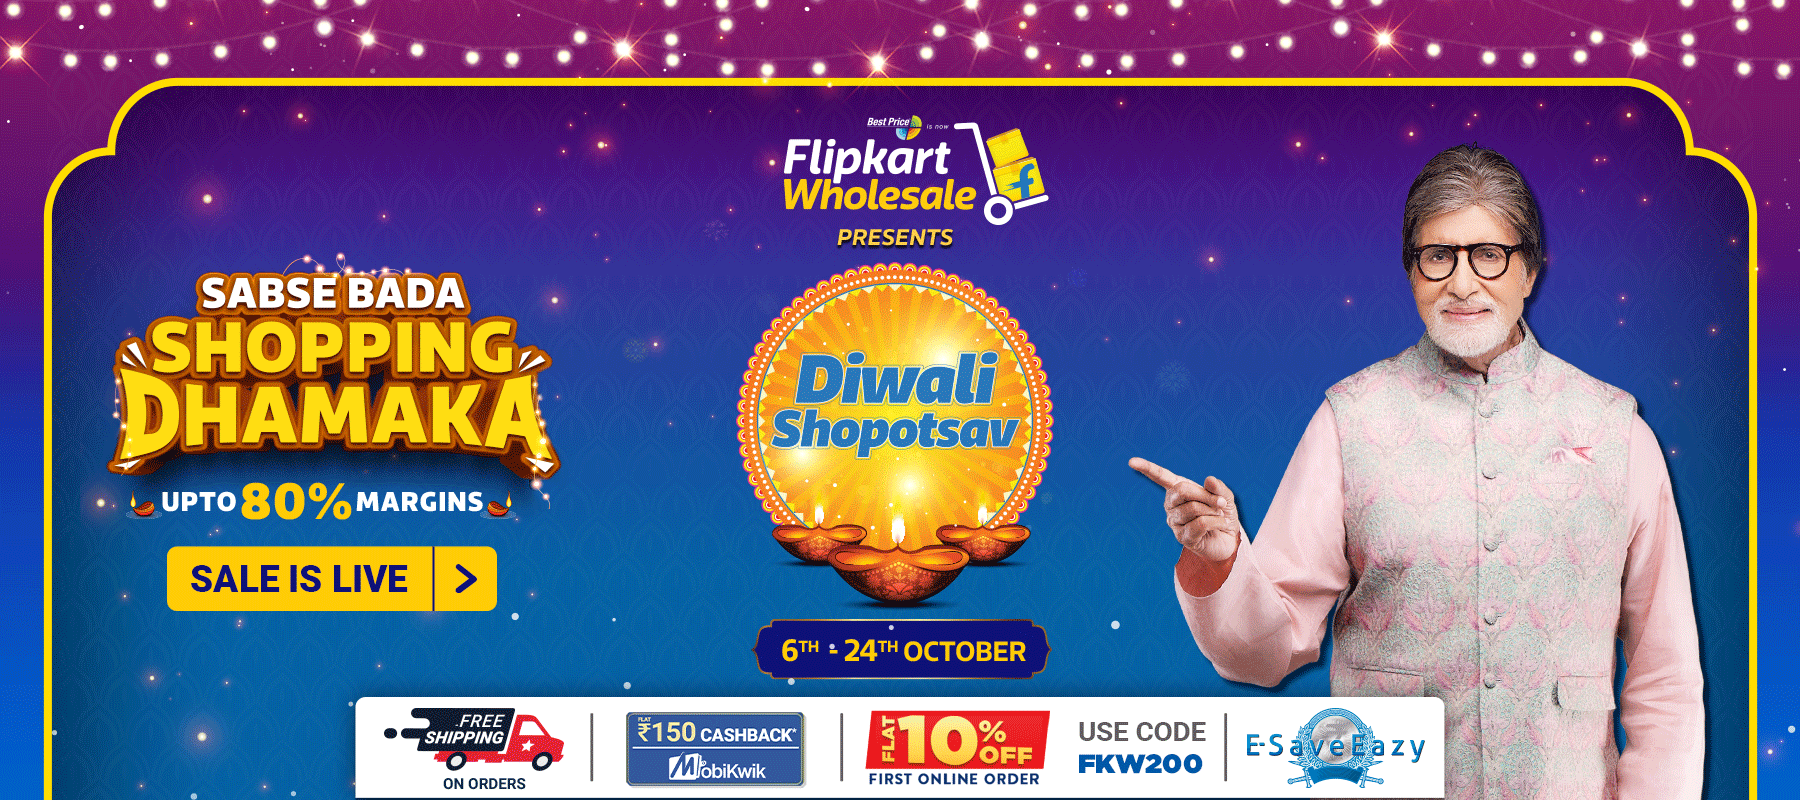 Best Price is now
Flipkart
Wholesale
f
PRESENTS
SABSE BADA
SHOPPING
DHAMAKA
UPTO 80% MARGINS
SALE IS LIVE >
Diwali
Shopotsav
6TH - 24TH OCTOBER
FREE
SHIPPING
ON ORDERS
FLAT
₹150 CASHBACK*
MobiKwik
FLAT 10% OFF
FIRST ONLINE ORDER
USE CODE
FKW200
E-SaveEazy